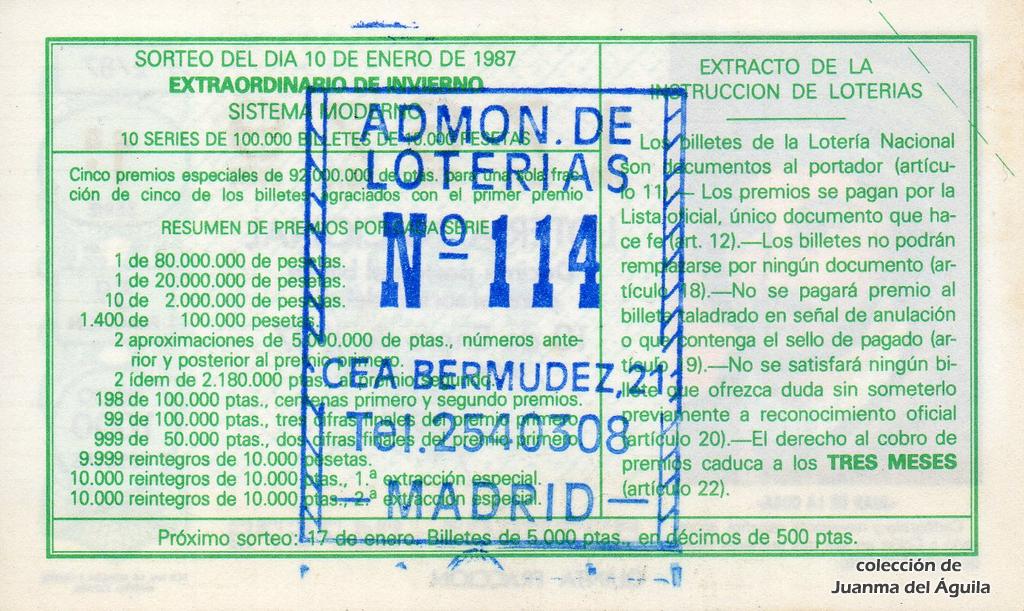 SORTEO DEL DIA 10 DE ENERO DE 1987
EXTRAORDINARIO DE INVIERNO
SISTEMA MODERNO
10 SERIES DE 100.000 BILLETES DE 10.000 PESETAS
Cinco premios especiales de 92.000.000 de ptas. para una sola frac-
ción de cinco de los billetes agraciados con el primer premio
RESUMEN DE PREMIOS POR CADA SERIE
1 de 80.000.000 de pesetas.
1 de 20.000.000 de pesetas.
10 de 2.000.000 de pesetas.
1.400 de 100.000 pesetas.
2 aproximaciones de 5.000.000 de ptas., números ante-
rior y posterior al premio primero.
2 ídem de 2.180.000 ptas., al premio segundo.
198 de 100.000 ptas., centenas primero y segundo premios.
99 de 100.000 ptas., tres cifras finales del premio primero
999 de 50.000 ptas., dos cifras finales del premio primero
9.999 reintegros de 10.000 pesetas.
10.000 reintegros de 10.000 ptas., 1.ª extracción especial.
10.000 reintegros de 10.000 ptas., 2.ª extracción especial.
EXTRACTO DE LA
INSTRUCCION DE LOTERIAS
Los billetes de la Lotería Nacional
son documentos al portador (artícu-
lo 11).— Los premios se pagan por la
Lista oficial, único documento que ha-
ce fe (art. 12).—Los billetes no podrán
remplazarse por ningún documento (ar-
tículo 18).—No se pagará premio al
billete taladrado en señal de anulación
o que contenga el sello de pagado (ar-
tículo 19).—No se satisfará ningún bi-
llete que ofrezca duda sin someterlo
previamente a reconocimiento oficial
(artículo 20).—El derecho al cobro de
premios caduca a los TRES MESES
(artículo 22).
Próximo sorteo: 17 de enero. Billetes de 5.000 ptas., en décimos de 500 ptas.
ADMON. DE
LOTERIAS
Nº 114
CEA BERMUDEZ, 21
Tel. 2540308
— MADRID —
colección de
Juanma del Águila